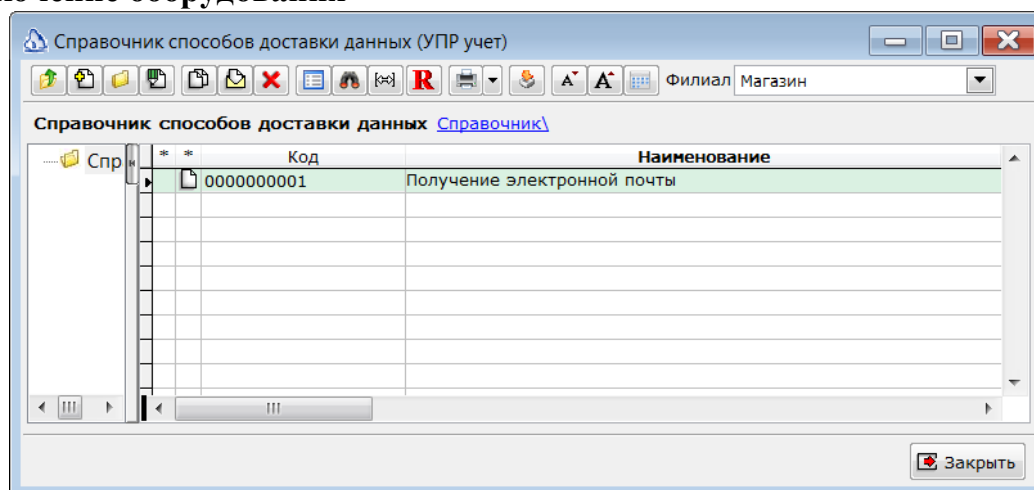 Справочник способов доставки данных (УПР учет)
R А А Филиал Магазин
Справочник способов доставки данных Справочник\
Спр * * Код Наименование
0000000001 Получение электронной почты
Закрыть